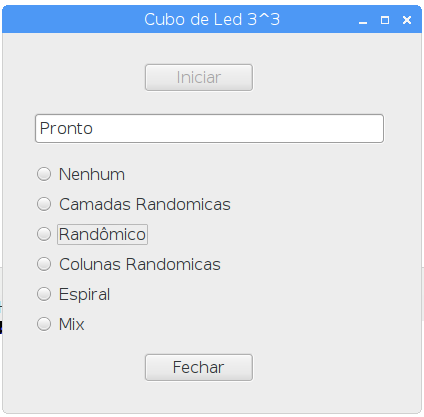 Cubo de Led 3^3
Iniciar
Pronto
Nenhum
Camadas Randomicas
Randômico
Colunas Randomicas
Espiral
Mix
Fechar